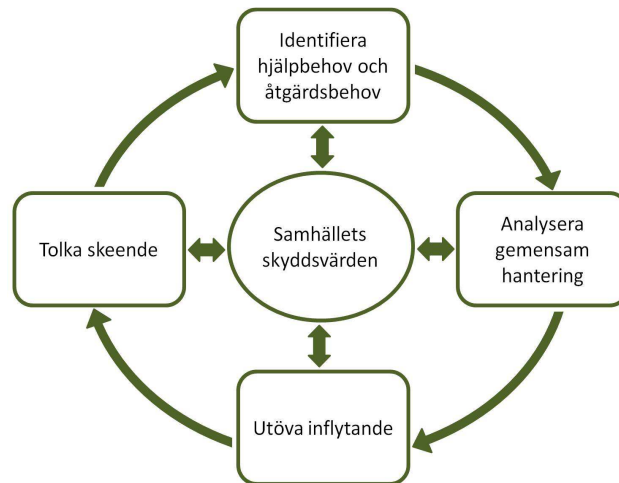 Identifiera
hjälpbehov och
åtgärdsbehov
Tolka skeende
Samhällets
skyddsvärden
Analysera
gemensam
hantering
Utöva inflytande